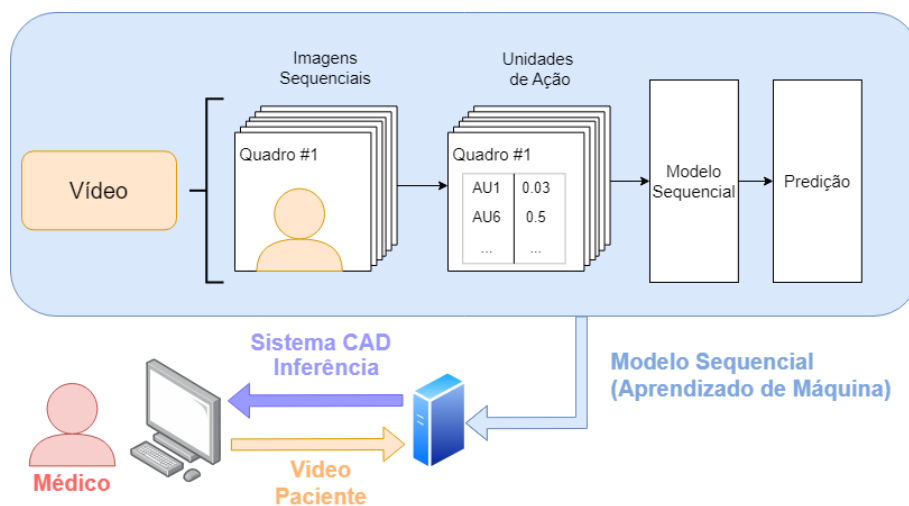 Imagens
Sequenciais
Unidades
de Ação
Vídeo
Quadro #1
Quadro #1
AU1 0.03
AU6 0.5
... ...
Modelo
Sequencial
Predição
Sistema CAD
Inferência
Modelo Sequencial
(Aprendizado de Máquina)
Médico
Video
Paciente